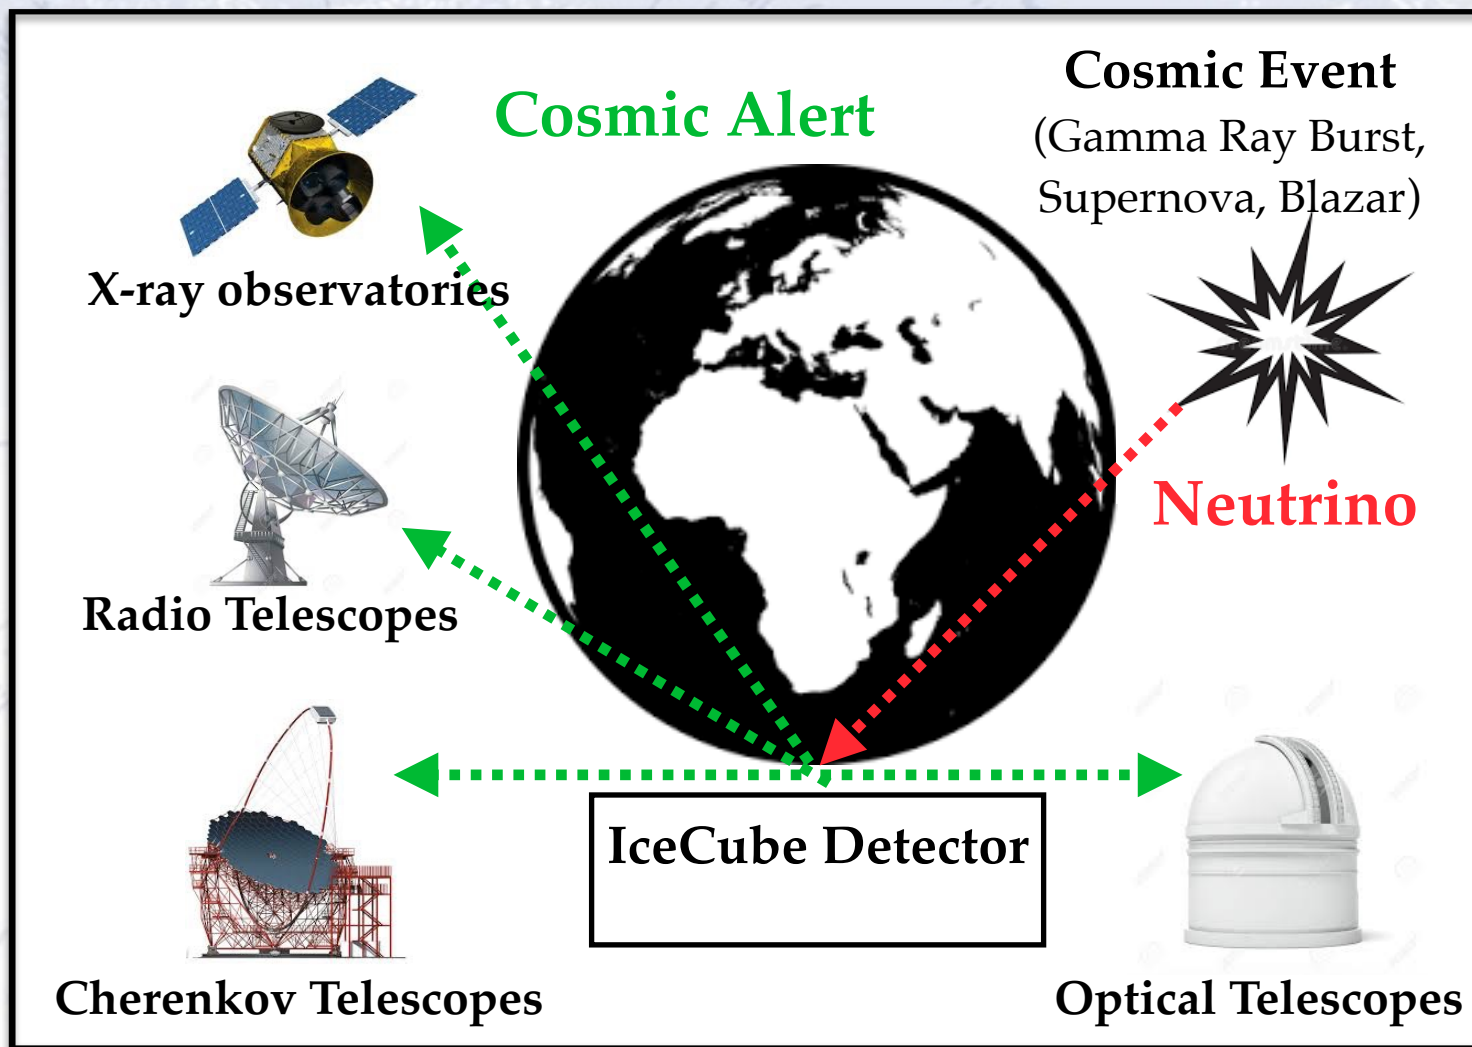 Cosmic Alert
Cosmic Event
(Gamma Ray Burst,
Supernova, Blazar)
X-ray observatories
Neutrino
Radio Telescopes
IceCube Detector
Cherenkov Telescopes
Optical Telescopes